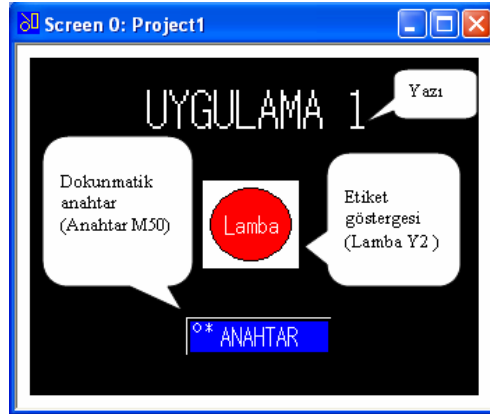 Screen 0: Project1
UYGULAMA 1
Yazı
Dokunmatik
anahtar
(Anahtar M50)
Lamba
Etiket
göstergesi
(Lamba Y2 )
o* ANAHTAR